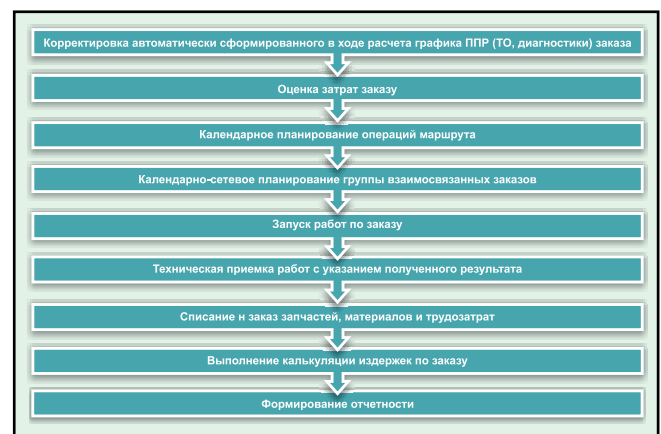 Корректировка автоматически сформированного в ходе расчета графика ППР (ТО, диагностики) заказа
Оценка затрат заказу
Календарное планирование операций маршрута
Календарно-сетевое планирование группы взаимосвязанных заказов
Запуск работ по заказу
Техническая приемка работ с указанием полученного результата
Списание н заказ запчастей, материалов и трудозатрат
Выполнение калькуляции издержек по заказу
Формирование отчетности